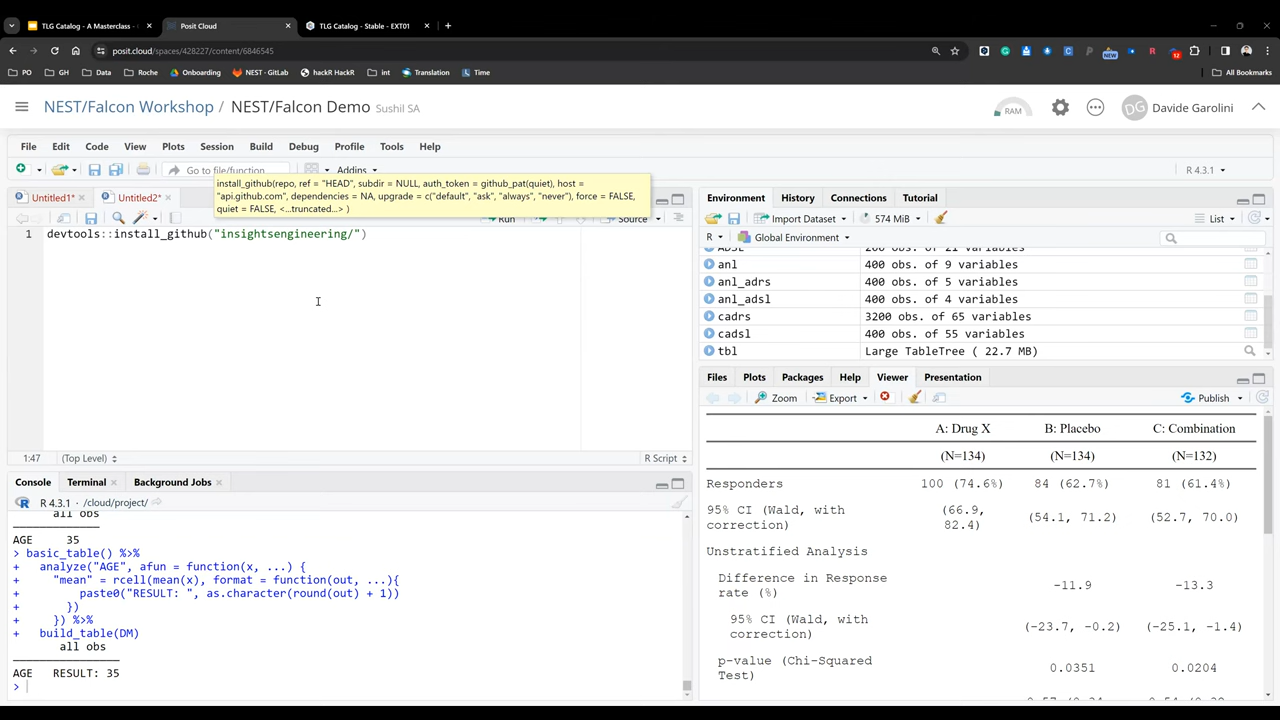 TLG Catalog - A Masterclass
Posit Cloud
TLG Catalog - Stable - EXT01
posit.cloud/spaces/428227/content/6846545
NEW
12
PO
GH
Data
Roche
Onboarding
NEST - GitLab
hackR HackR
int
Translation
Time
All Bookmarks
NEST/Falcon Workshop / NEST/Falcon Demo Sushil SA
RAM
DG Davide Garolini
File Edit Code View Plots Session Build Debug Profile Tools Help
Go to file/function
Addins
R 4.3.1
install_github(repo, ref = "HEAD", subdir = NULL, auth_token = github_pat(quiet), host =
"api.github.com", dependencies = NA, upgrade = c("default", "ask", "always", "never"), force = FALSE,
quiet = FALSE, <...truncated...> )
Untitled1*
Untitled2*
Run
Source
1 devtools::install_github("insightsengineering/")
1:47 (Top Level) R Script
Console Terminal Background Jobs
R 4.3.1 · /cloud/project/
all obs
AGE 35
> basic_table() %>%
+ analyze("AGE", afun = function(x, ...) {
+ "mean" = rcell(mean(x), format = function(out, ...){
+ paste0("RESULT: ", as.character(round(out) + 1))
+ })
+ }) %>%
+ build_table(DM)
all obs
AGE RESULT: 35
>
Environment History Connections Tutorial
Import Dataset 574 MiB List
R Global Environment
ADSL 200 obs. of 21 variables
anl 400 obs. of 9 variables
anl_adrs 400 obs. of 5 variables
anl_adsl 400 obs. of 4 variables
cadrs 3200 obs. of 65 variables
cadsl 400 obs. of 55 variables
tbl Large TableTree ( 22.7 MB)
Files Plots Packages Help Viewer Presentation
Zoom Export Publish
A: Drug X B: Placebo C: Combination
(N=134) (N=134) (N=132)
Responders 100 (74.6%) 84 (62.7%) 81 (61.4%)
95% CI (Wald, with correction) (66.9, 82.4) (54.1, 71.2) (52.7, 70.0)
Unstratified Analysis
Difference in Response rate (%) -11.9 -13.3
95% CI (Wald, with correction) (-23.7, -0.2) (-25.1, -1.4)
p-value (Chi-Squared Test) 0.0351 0.0204